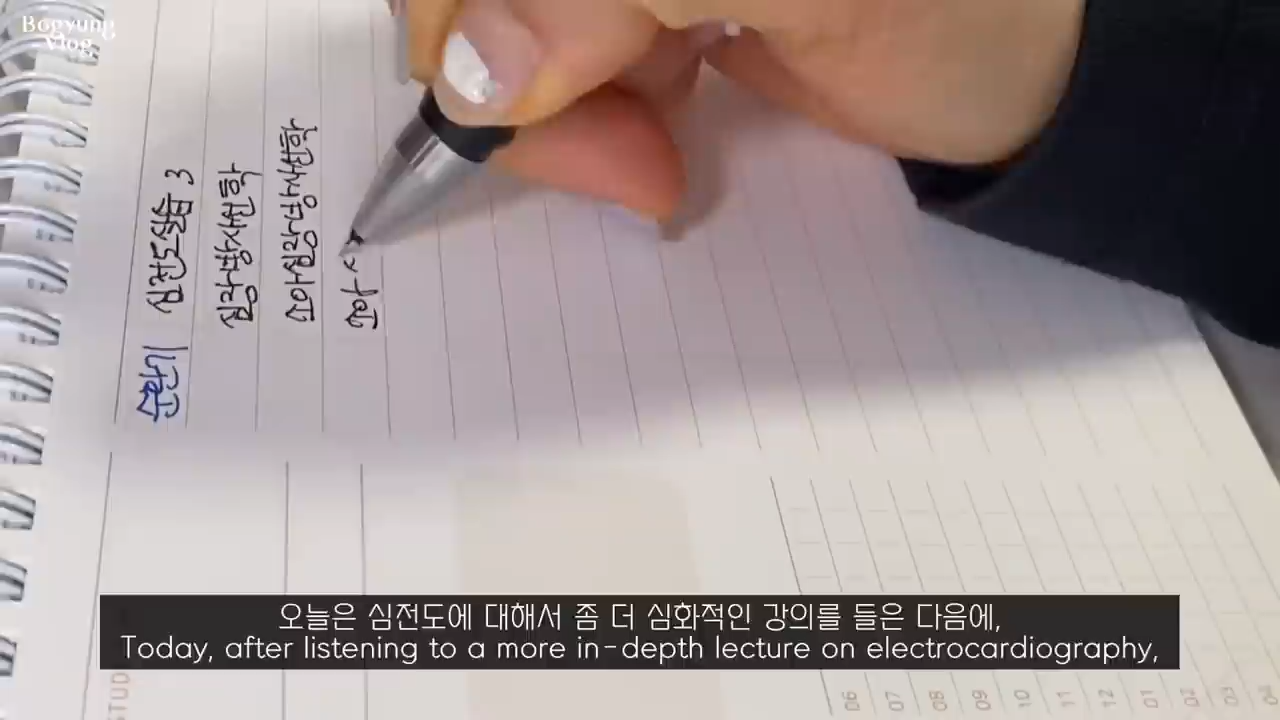 Bogyung
Vlog
순환기 심전도실습 3
STUD
06
07
08
09
10
11
12
01
02
03
04
오늘은 심전도에 대해서 좀 더 심화적인 강의를 들은 다음에,
Today, after listening to a more in-depth lecture on electrocardiography,